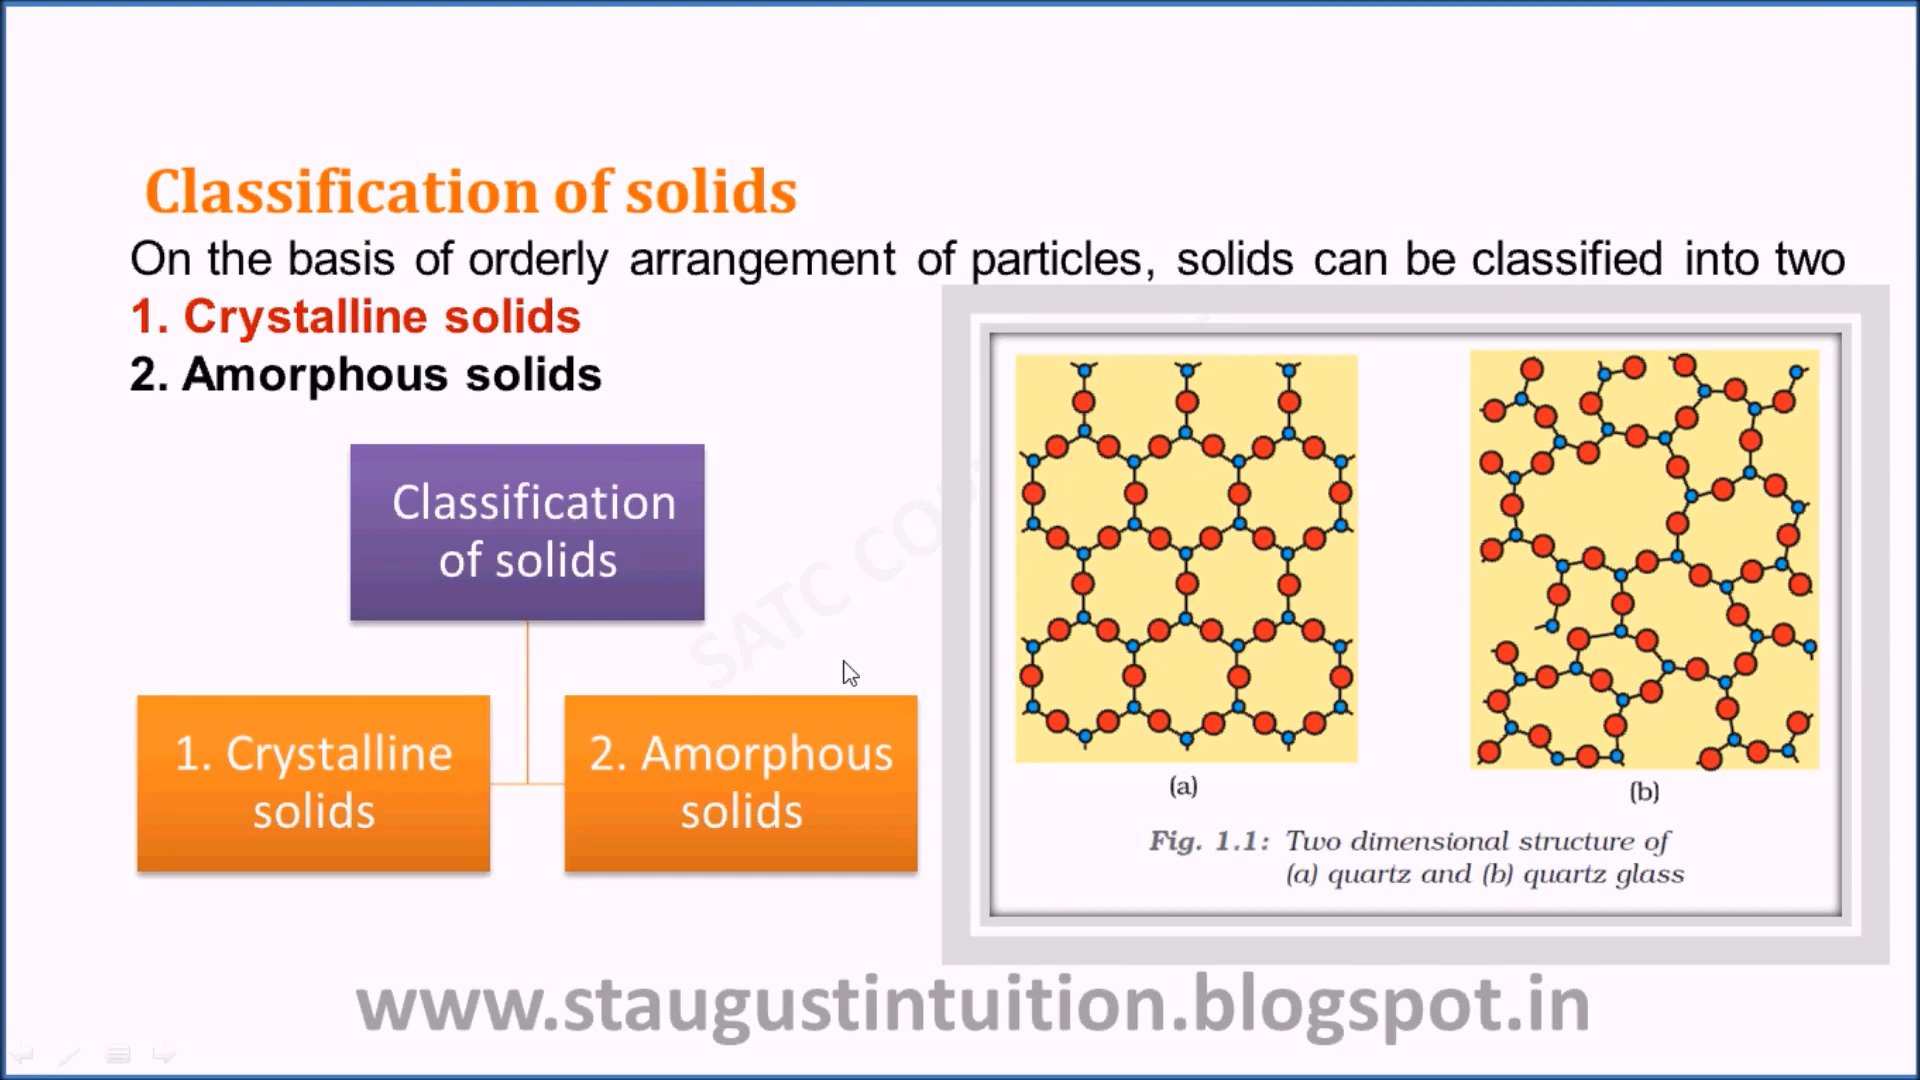 Classification of solids
On the basis of orderly arrangement of particles, solids can be classified into two
1. Crystalline solids
2. Amorphous solids
Classification
of solids
1. Crystalline
solids
2. Amorphous
solids
(a)
(b)
Fig. 1.1: Two dimensional structure of
(a) quartz and (b) quartz glass
SATC
www.staugustintuition.blogspot.in